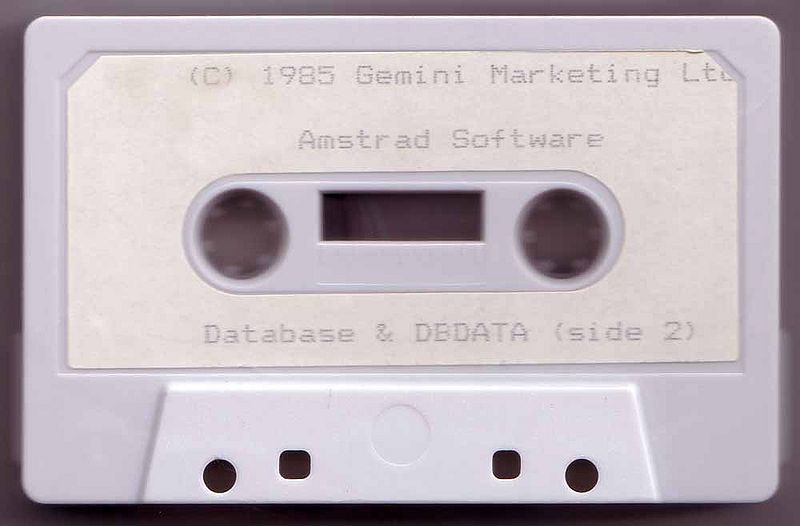 (C) 1985 Gemini Marketing Ltd
Amstrad Software
Database & DBDATA (side 2)